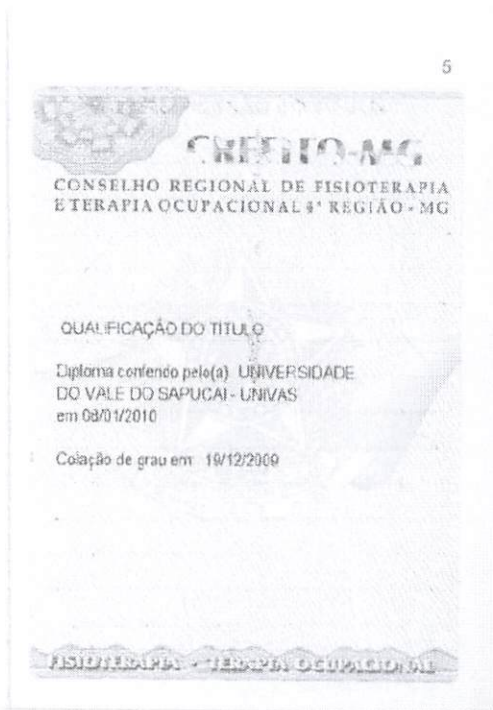 5
CREFITO-MG
CONSELHO REGIONAL DE FISIOTERAPIA
E TERAPIA OCUPACIONAL 4ª REGIÃO - MG
QUALIFICAÇÃO DO TÍTULO
Diploma conferido pelo(a) UNIVERSIDADE
DO VALE DO SAPUCAI - UNIVAS
em 08/01/2010
Colação de grau em 19/12/2009
FISIOTERAPIA - TERAPIA OCUPACIONAL